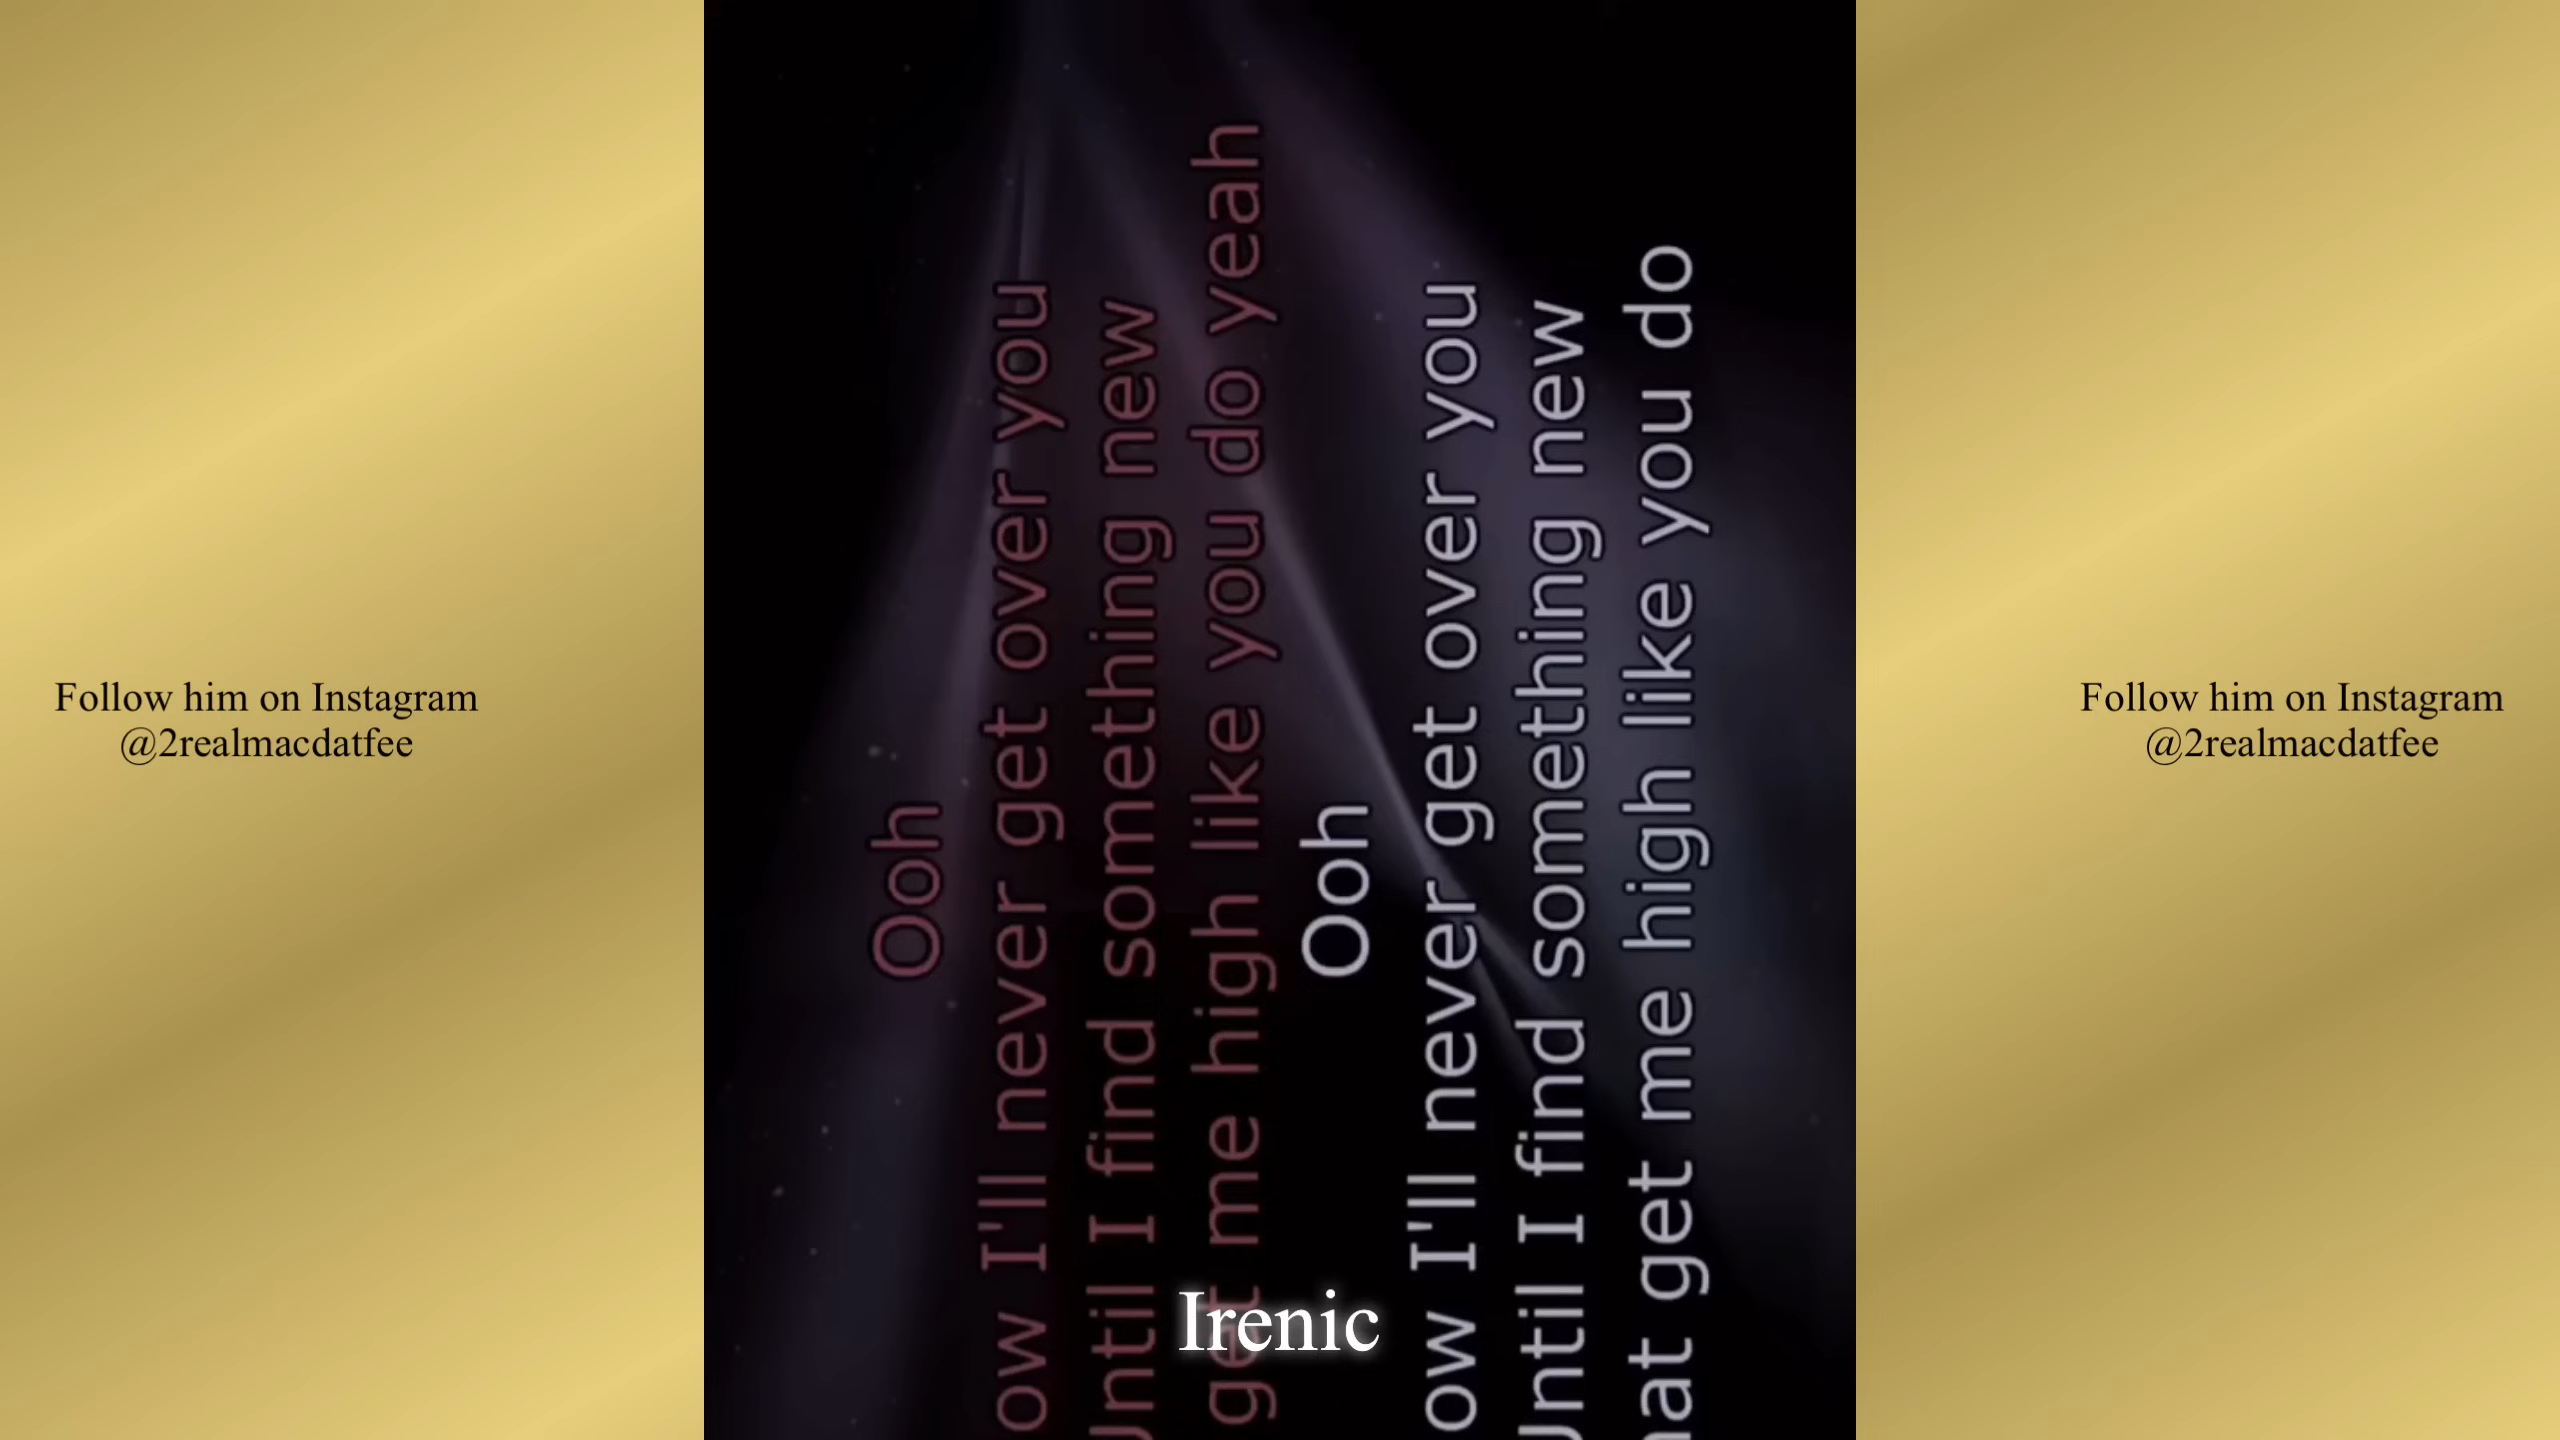 Follow him on Instagram
@2realmacdatfee
Ooh
I'll never get over you
I find something new
me high like you do yeah
Ooh
I'll never get over you
I find something new
get me high like you do
Irenic
Follow him on Instagram
@2realmacdatfee